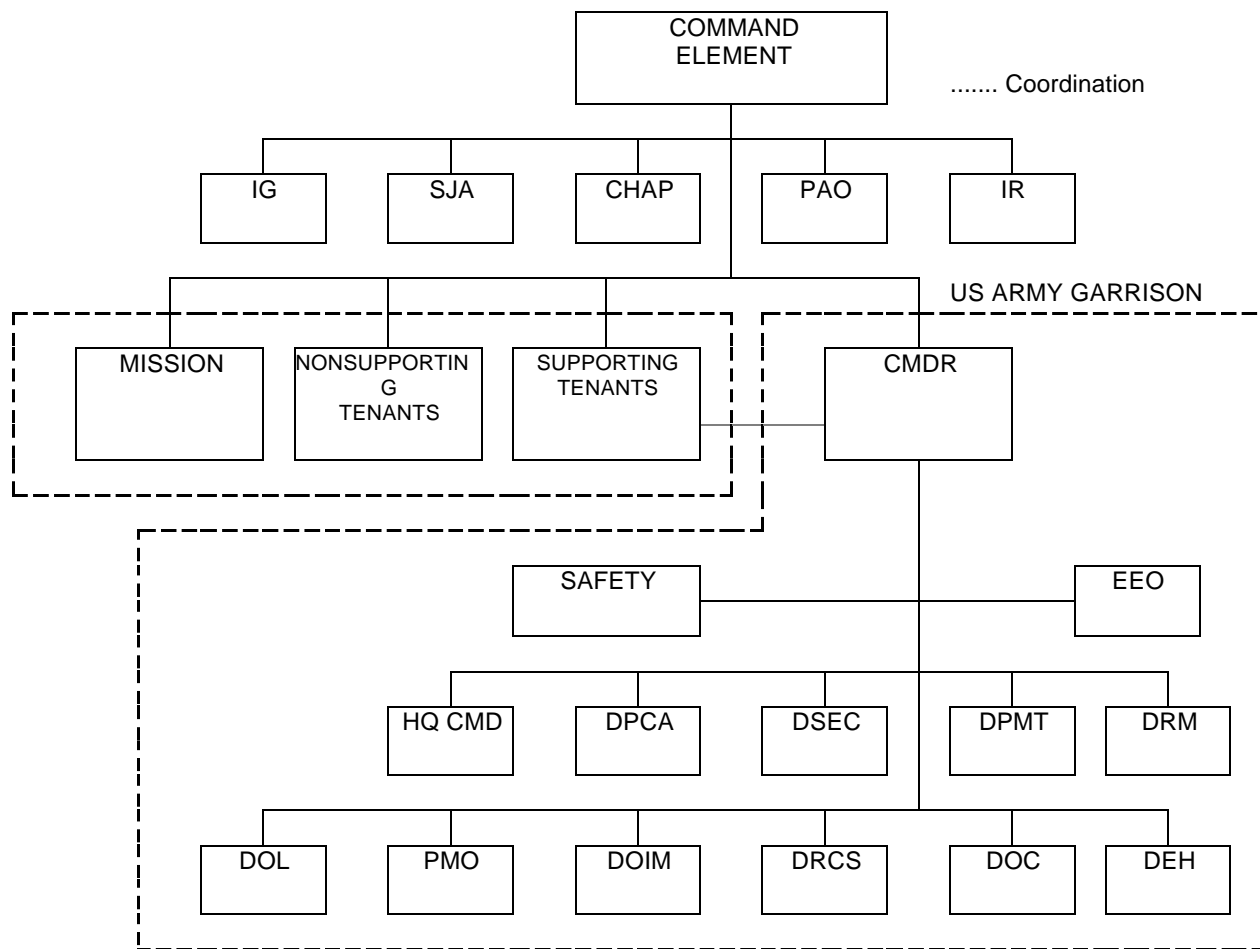 COMMAND
ELEMENT
....... Coordination
IG
SJA
CHAP
PAO
IR
US ARMY GARRISON
MISSION
NONSUPPORTIN
G
TENANTS
SUPPORTING
TENANTS
CMDR
SAFETY
EEO
HQ CMD
DPCA
DSEC
DPMT
DRM
DOL
PMO
DOIM
DRCS
DOC
DEH